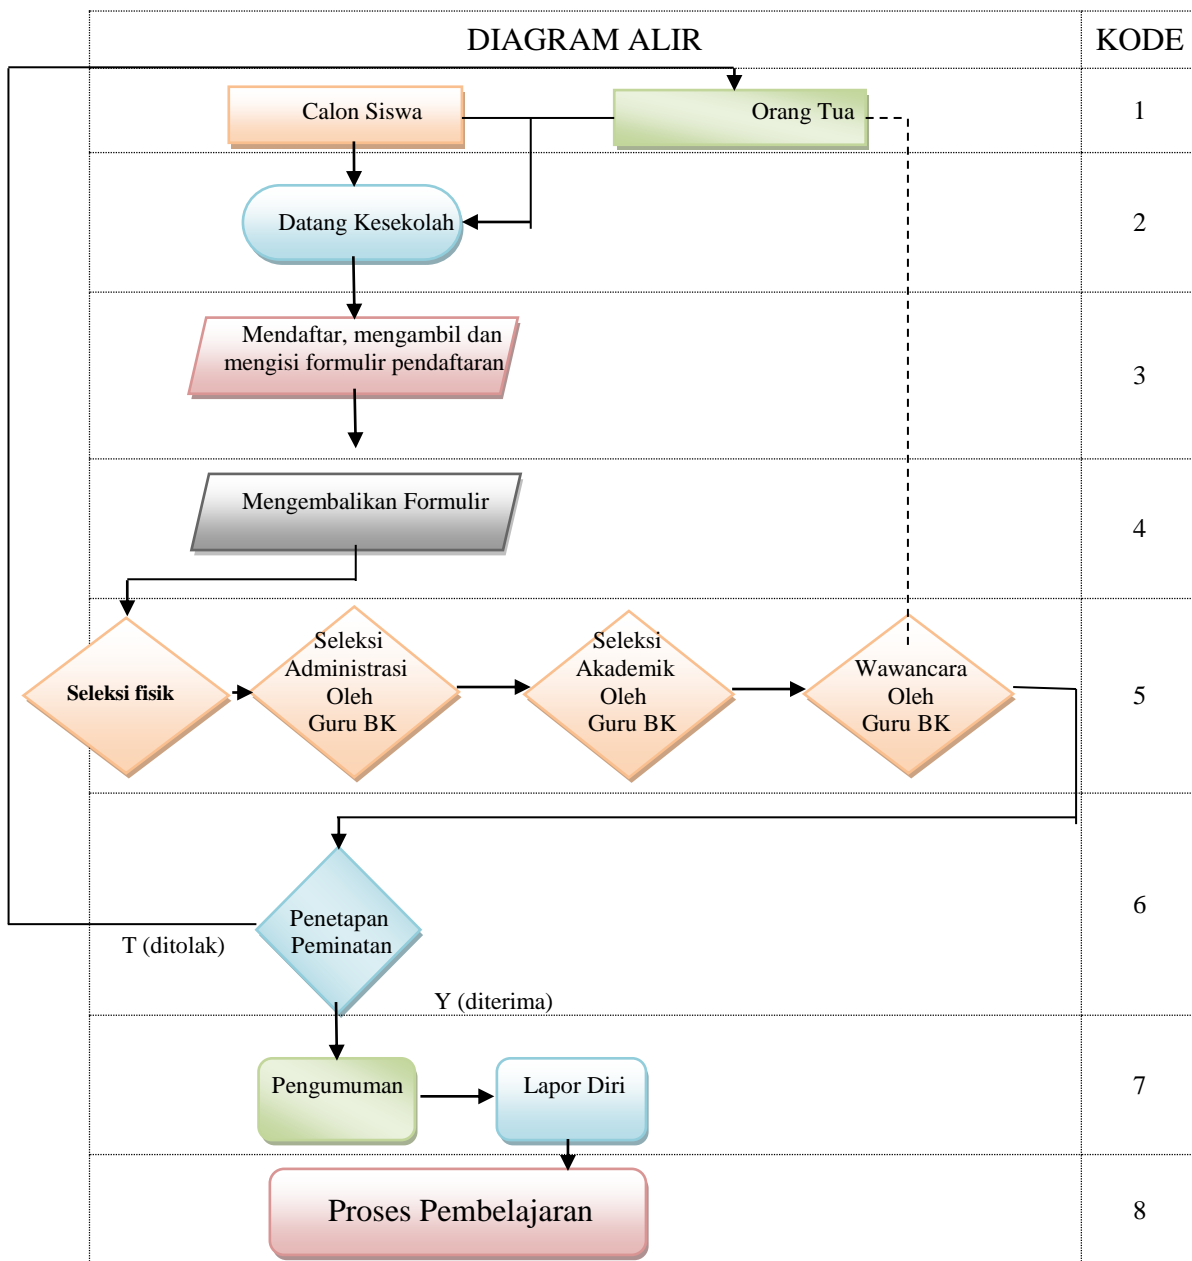 DIAGRAM ALIR
KODE
Calon Siswa
Orang Tua
1
Datang Kesekolah
2
Mendaftar, mengambil dan
mengisi formulir pendaftaran
3
Mengembalikan Formulir
4
Seleksi fisik
Seleksi
Administrasi
Oleh
Guru BK
Seleksi
Akademik
Oleh
Guru BK
Wawancara
Oleh
Guru BK
5
Penetapan
Peminatan
6
T (ditolak)
Y (diterima)
Pengumuman
Lapor Diri
7
Proses Pembelajaran
8